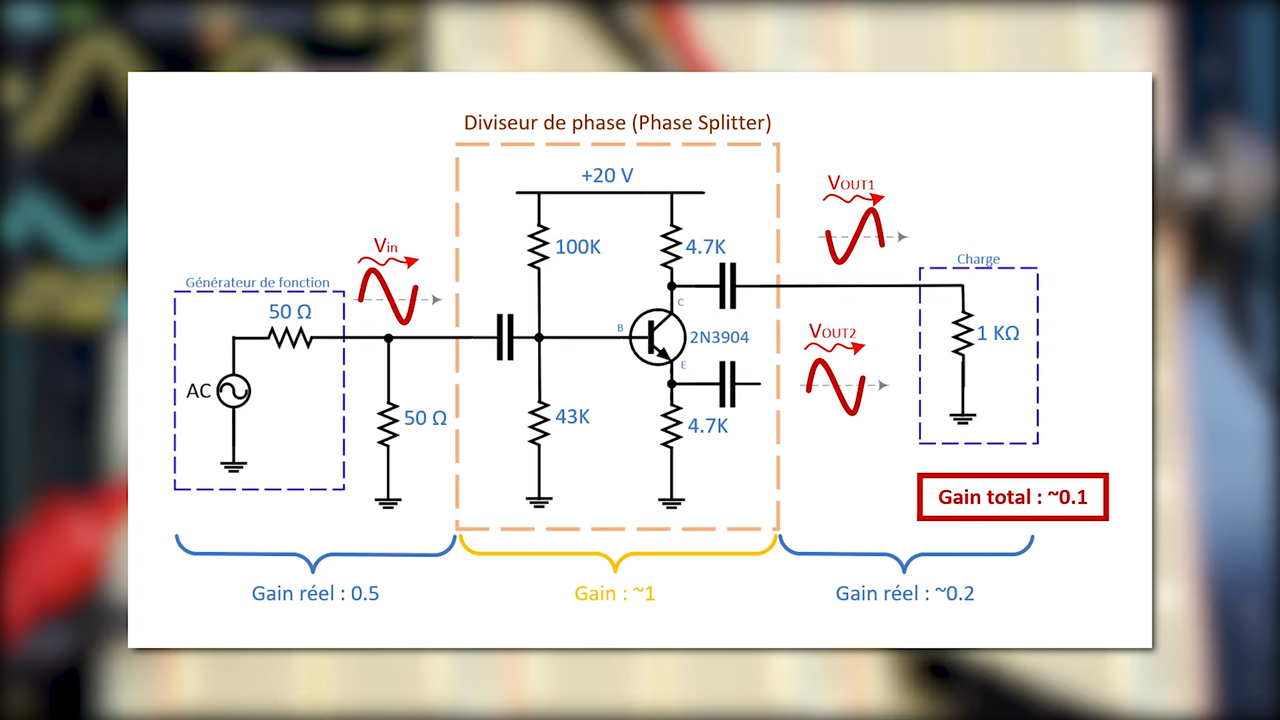 Diviseur de phase (Phase Splitter)
+20 V
VOUT1
100K
4.7K
Vin
Charge
Générateur de fonction
50 Ω
C
B
2N3904
VOUT2
1 KΩ
E
AC
50 Ω
43K
4.7K
Gain total : ~0.1
Gain réel : 0.5
Gain : ~1
Gain réel : ~0.2